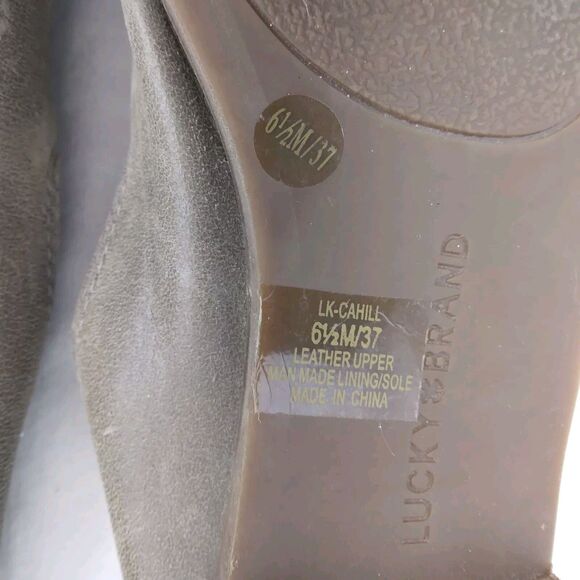 6½M/37
LK-CAHILL
6½M/37
LEATHER UPPER
MAN MADE LINING/SOLE
MADE IN CHINA
LUCKY BRAND